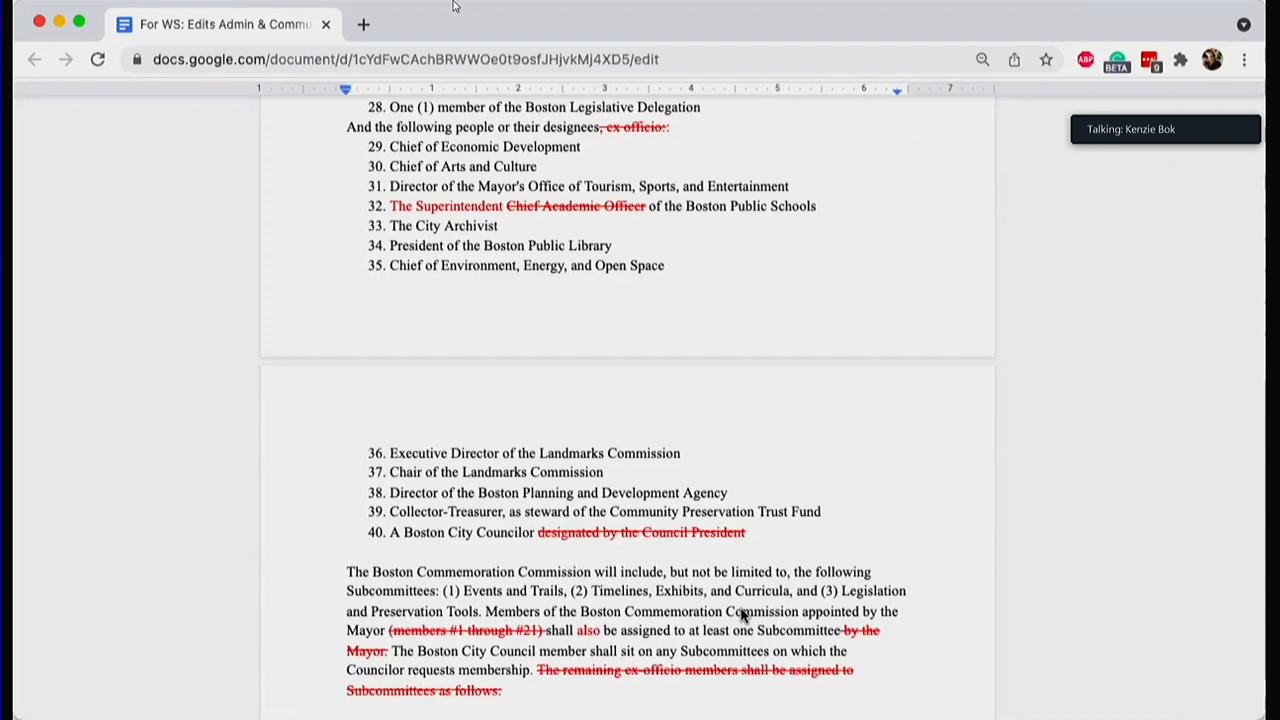 For WS: Edits Admin & Commu
docs.google.com/document/d/1cYdFwCAchBRWWOe0t9osfJHjvkMj4XD5/edit
ABP
BETA
9
1 1 2 3 4 5 6 7
Talking: Kenzie Bok
28. One (1) member of the Boston Legislative Delegation
And the following people or their designees, ex officio::
29. Chief of Economic Development
30. Chief of Arts and Culture
31. Director of the Mayor's Office of Tourism, Sports, and Entertainment
32. The Superintendent Chief Academic Officer of the Boston Public Schools
33. The City Archivist
34. President of the Boston Public Library
35. Chief of Environment, Energy, and Open Space
36. Executive Director of the Landmarks Commission
37. Chair of the Landmarks Commission
38. Director of the Boston Planning and Development Agency
39. Collector-Treasurer, as steward of the Community Preservation Trust Fund
40. A Boston City Councilor designated by the Council President
The Boston Commemoration Commission will include, but not be limited to, the following
Subcommittees: (1) Events and Trails, (2) Timelines, Exhibits, and Curricula, and (3) Legislation
and Preservation Tools. Members of the Boston Commemoration Commission appointed by the
Mayor (members #1 through #21) shall also be assigned to at least one Subcommittee by the
Mayor. The Boston City Council member shall sit on any Subcommittees on which the
Councilor requests membership. The remaining ex-officio members shall be assigned to
Subcommittees as follows: